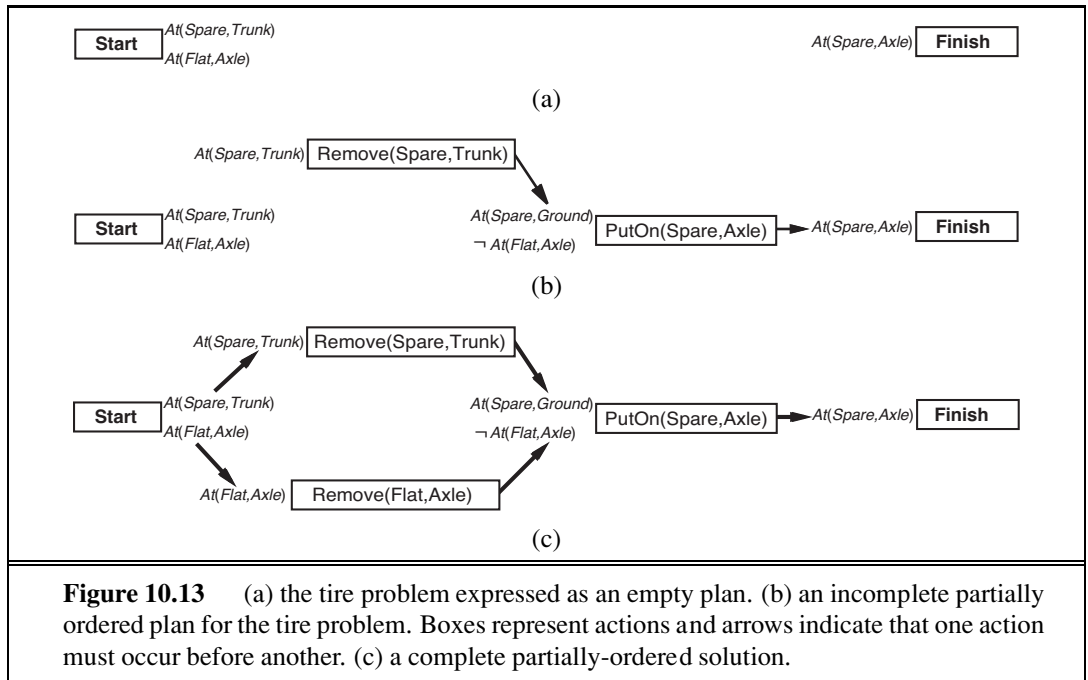 Start
At(Spare,Trunk)
At(Flat,Axle)
At(Spare,Axle)
Finish
(a)
At(Spare,Trunk)
Remove(Spare,Trunk)
Start
At(Spare,Trunk)
At(Flat,Axle)
At(Spare,Ground)
¬ At(Flat,Axle)
PutOn(Spare,Axle)
At(Spare,Axle)
Finish
(b)
At(Spare,Trunk)
Remove(Spare,Trunk)
Start
At(Spare,Trunk)
At(Flat,Axle)
At(Spare,Ground)
¬ At(Flat,Axle)
PutOn(Spare,Axle)
At(Spare,Axle)
Finish
At(Flat,Axle)
Remove(Flat,Axle)
(c)
Figure 10.13 (a) the tire problem expressed as an empty plan. (b) an incomplete partially
ordered plan for the tire problem. Boxes represent actions and arrows indicate that one action
must occur before another. (c) a complete partially-ordered solution.